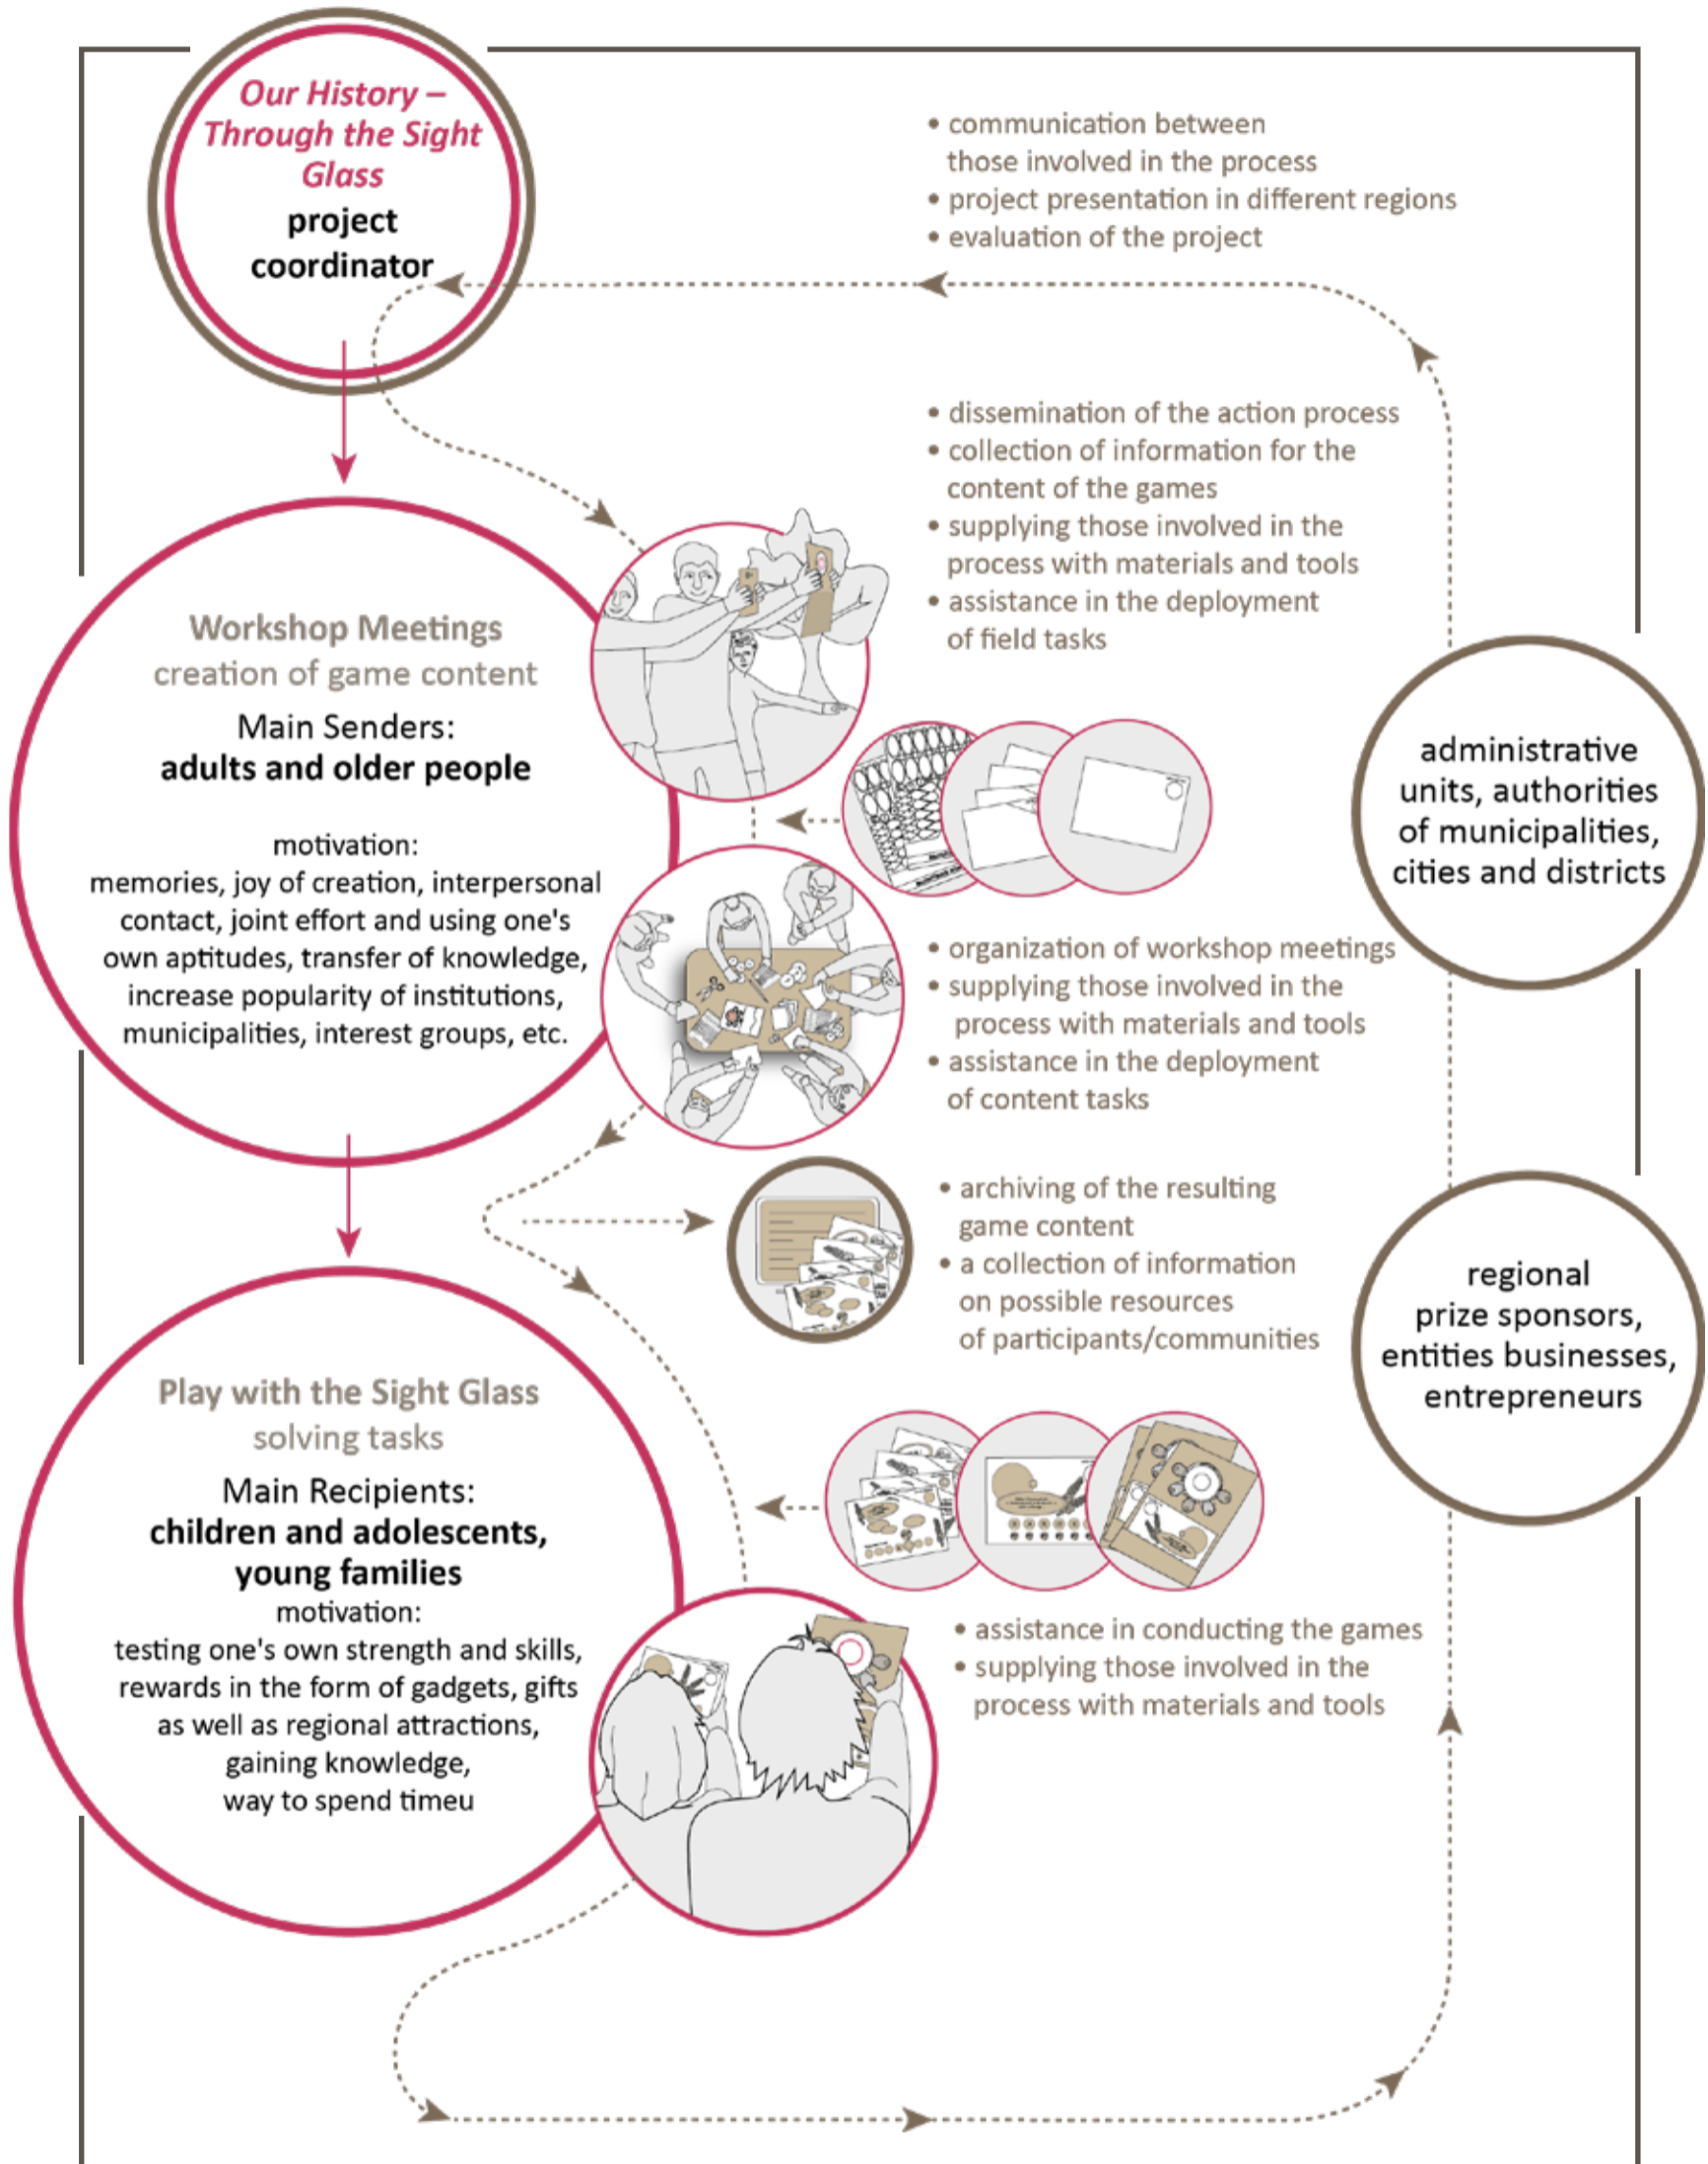 Our History –
Through the Sight
Glass
project
coordinator
• communication between
those involved in the process
• project presentation in different regions
• evaluation of the project
• dissemination of the action process
• collection of information for the
content of the games
• supplying those involved in the
process with materials and tools
• assistance in the deployment
of field tasks
Workshop Meetings
creation of game content
Main Senders:
adults and older people
motivation:
memories, joy of creation, interpersonal
contact, joint effort and using one's
own aptitudes, transfer of knowledge,
increase popularity of institutions,
municipalities, interest groups, etc.
administrative
units, authorities
of municipalities,
cities and districts
• organization of workshop meetings
• supplying those involved in the
process with materials and tools
• assistance in the deployment
of content tasks
• archiving of the resulting
game content
• a collection of information
on possible resources
of participants/communities
regional
prize sponsors,
entities businesses,
entrepreneurs
Play with the Sight Glass
solving tasks
Main Recipients:
children and adolescents,
young families
motivation:
testing one's own strength and skills,
rewards in the form of gadgets, gifts
as well as regional attractions,
gaining knowledge,
way to spend timeu
• assistance in conducting the games
• supplying those involved in the
process with materials and tools